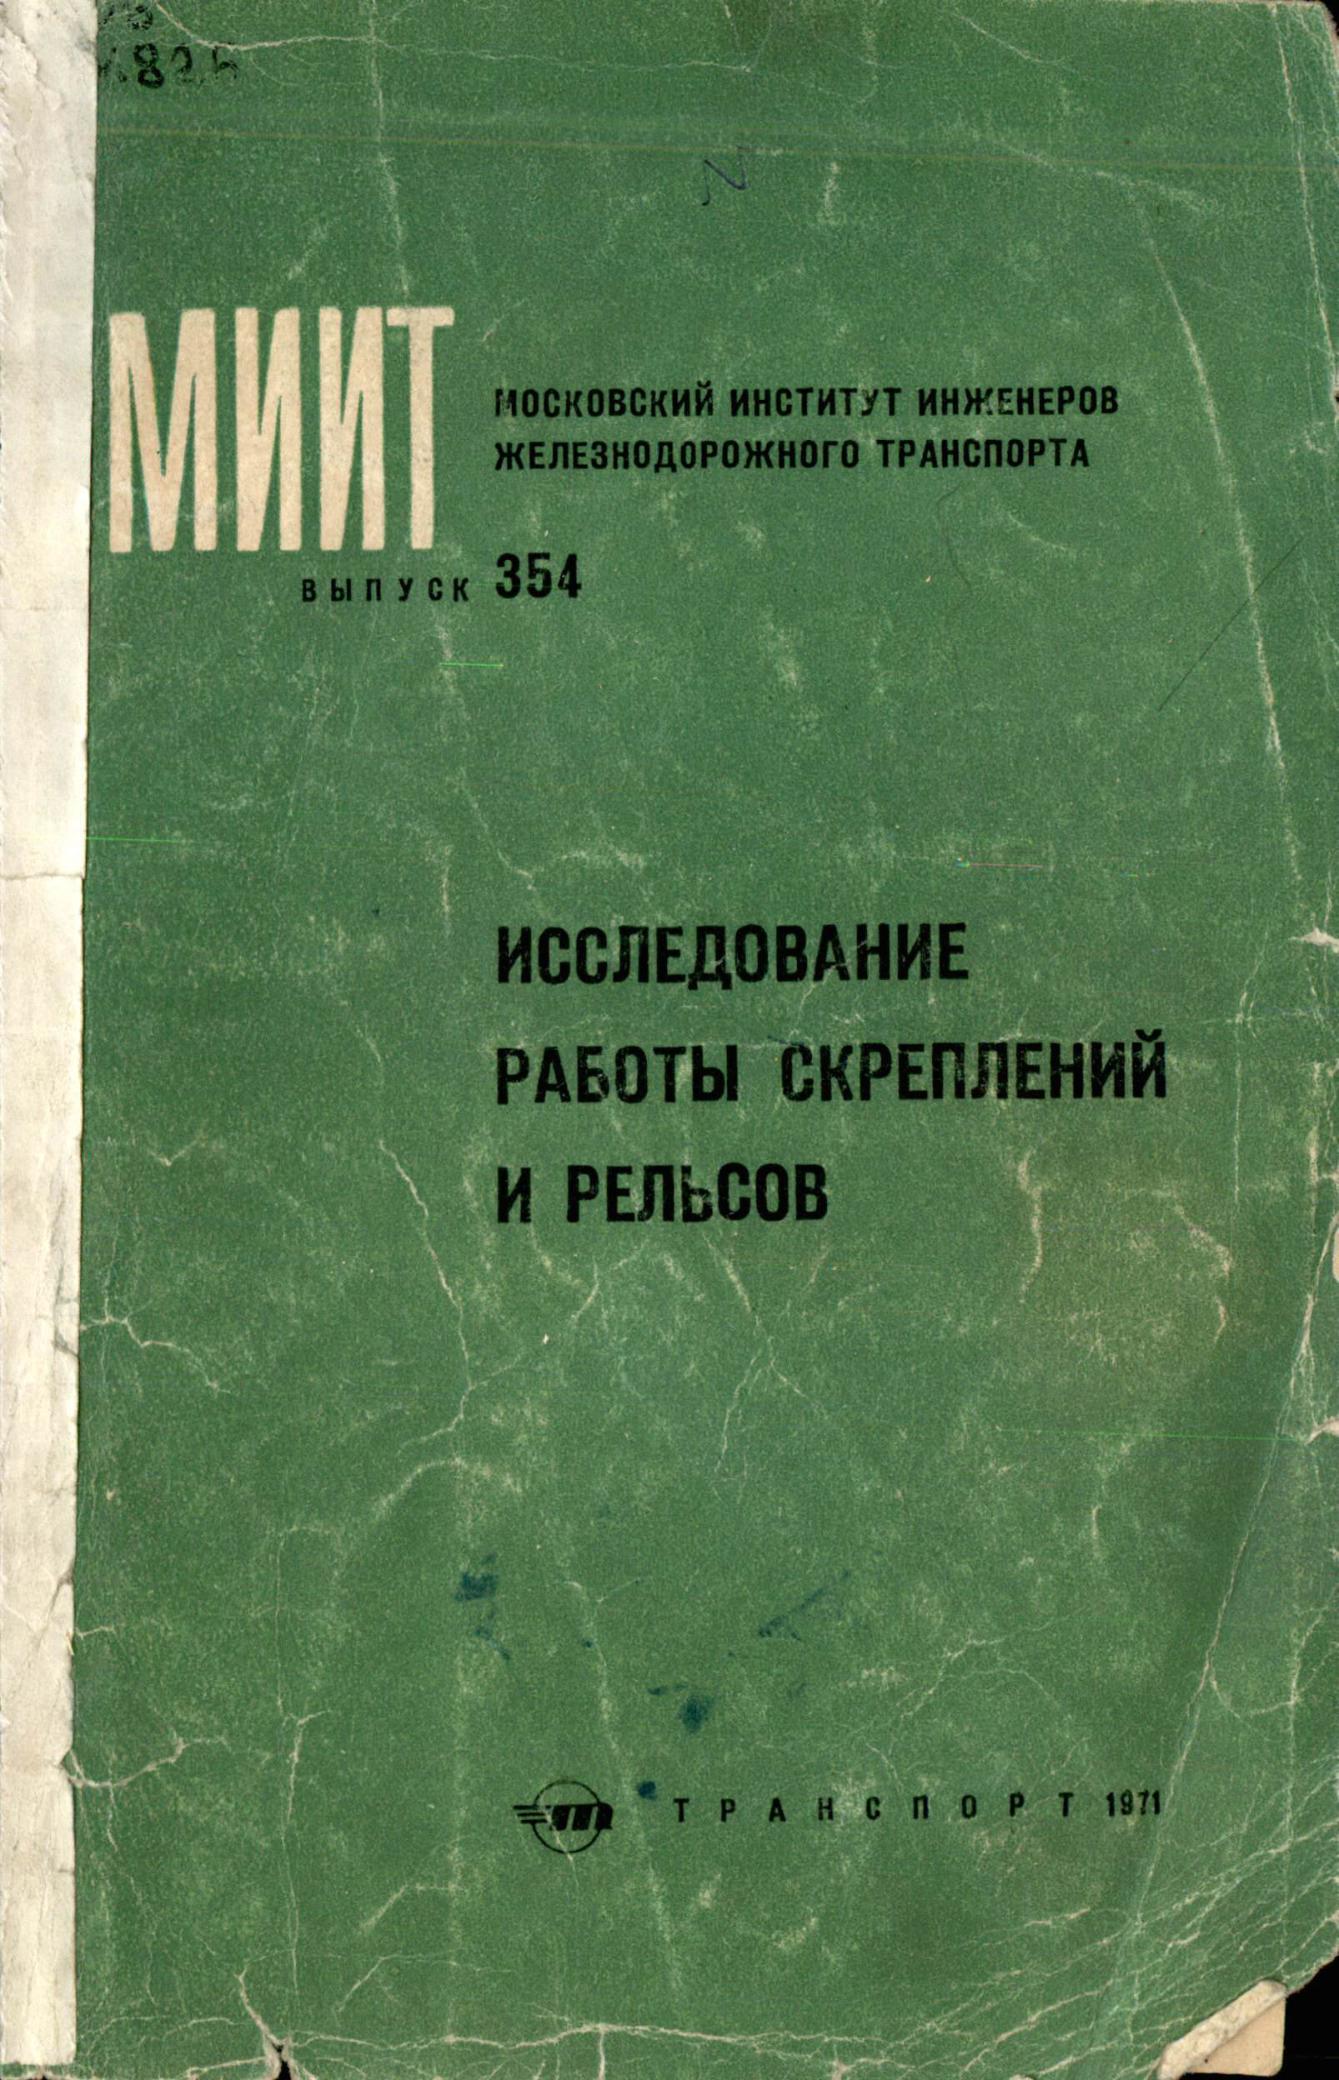 МИИТ
МОСКОВСКИЙ ИНСТИТУТ ИНЖЕНЕРОВ
ЖЕЛЕЗНОДОРОЖНОГО ТРАНСПОРТА
ВЫПУСК 354
ИССЛЕДОВАНИЕ
РАБОТЫ СКРЕПЛЕНИЙ
И РЕЛЬСОВ
ТРАНСПОРТ 1971